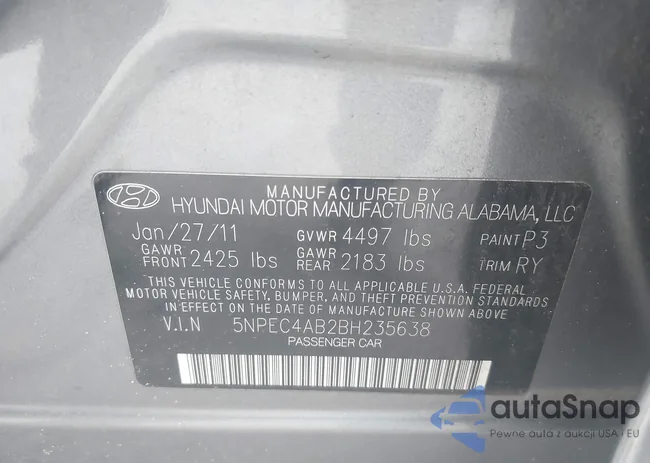 MANUFACTURED BY
HYUNDAI MOTOR MANUFACTURING ALABAMA, LLC
Jan/27/11 GVWR 4497 lbs PAINT P3
GAWR FRONT 2425 lbs GAWR REAR 2183 lbs TRIM RY
THIS VEHICLE CONFORMS TO ALL APPLICABLE U.S.A. FEDERAL
MOTOR VEHICLE SAFETY, BUMPER, AND THEFT PREVENTION STANDARDS
IN EFFECT ON THE DATE OF MANUFACTURE SHOWN ABOVE.
V.I.N 5NPEC4AB2BH235638
PASSENGER CAR
autoSnap
Pewne auta z aukcji USA i EU